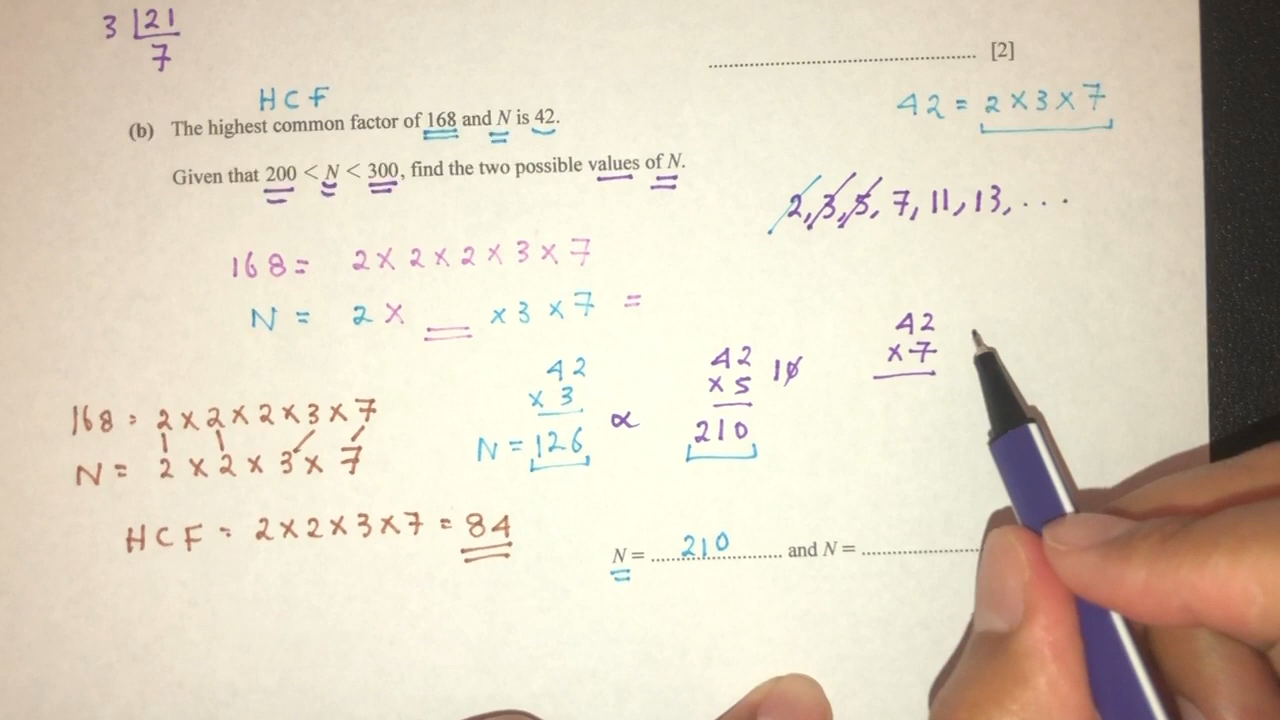 3 21
7
[2]
HCF
(b) The highest common factor of 168 and N is 42.
42 = 2 × 3 × 7
Given that 200 < N < 300, find the two possible values of N.
2, 3, 5, 7, 11, 13, ...
168 = 2 × 2 × 2 × 3 × 7
N = 2 × __ × 3 × 7 =
42
× 3
N = 126
42
× 5
210
42
× 7
168 = 2 × 2 × 2 × 3 × 7
N = 2 × 2 × 3 × 7
HCF = 2 × 2 × 3 × 7 = 84
N = 210 and N =